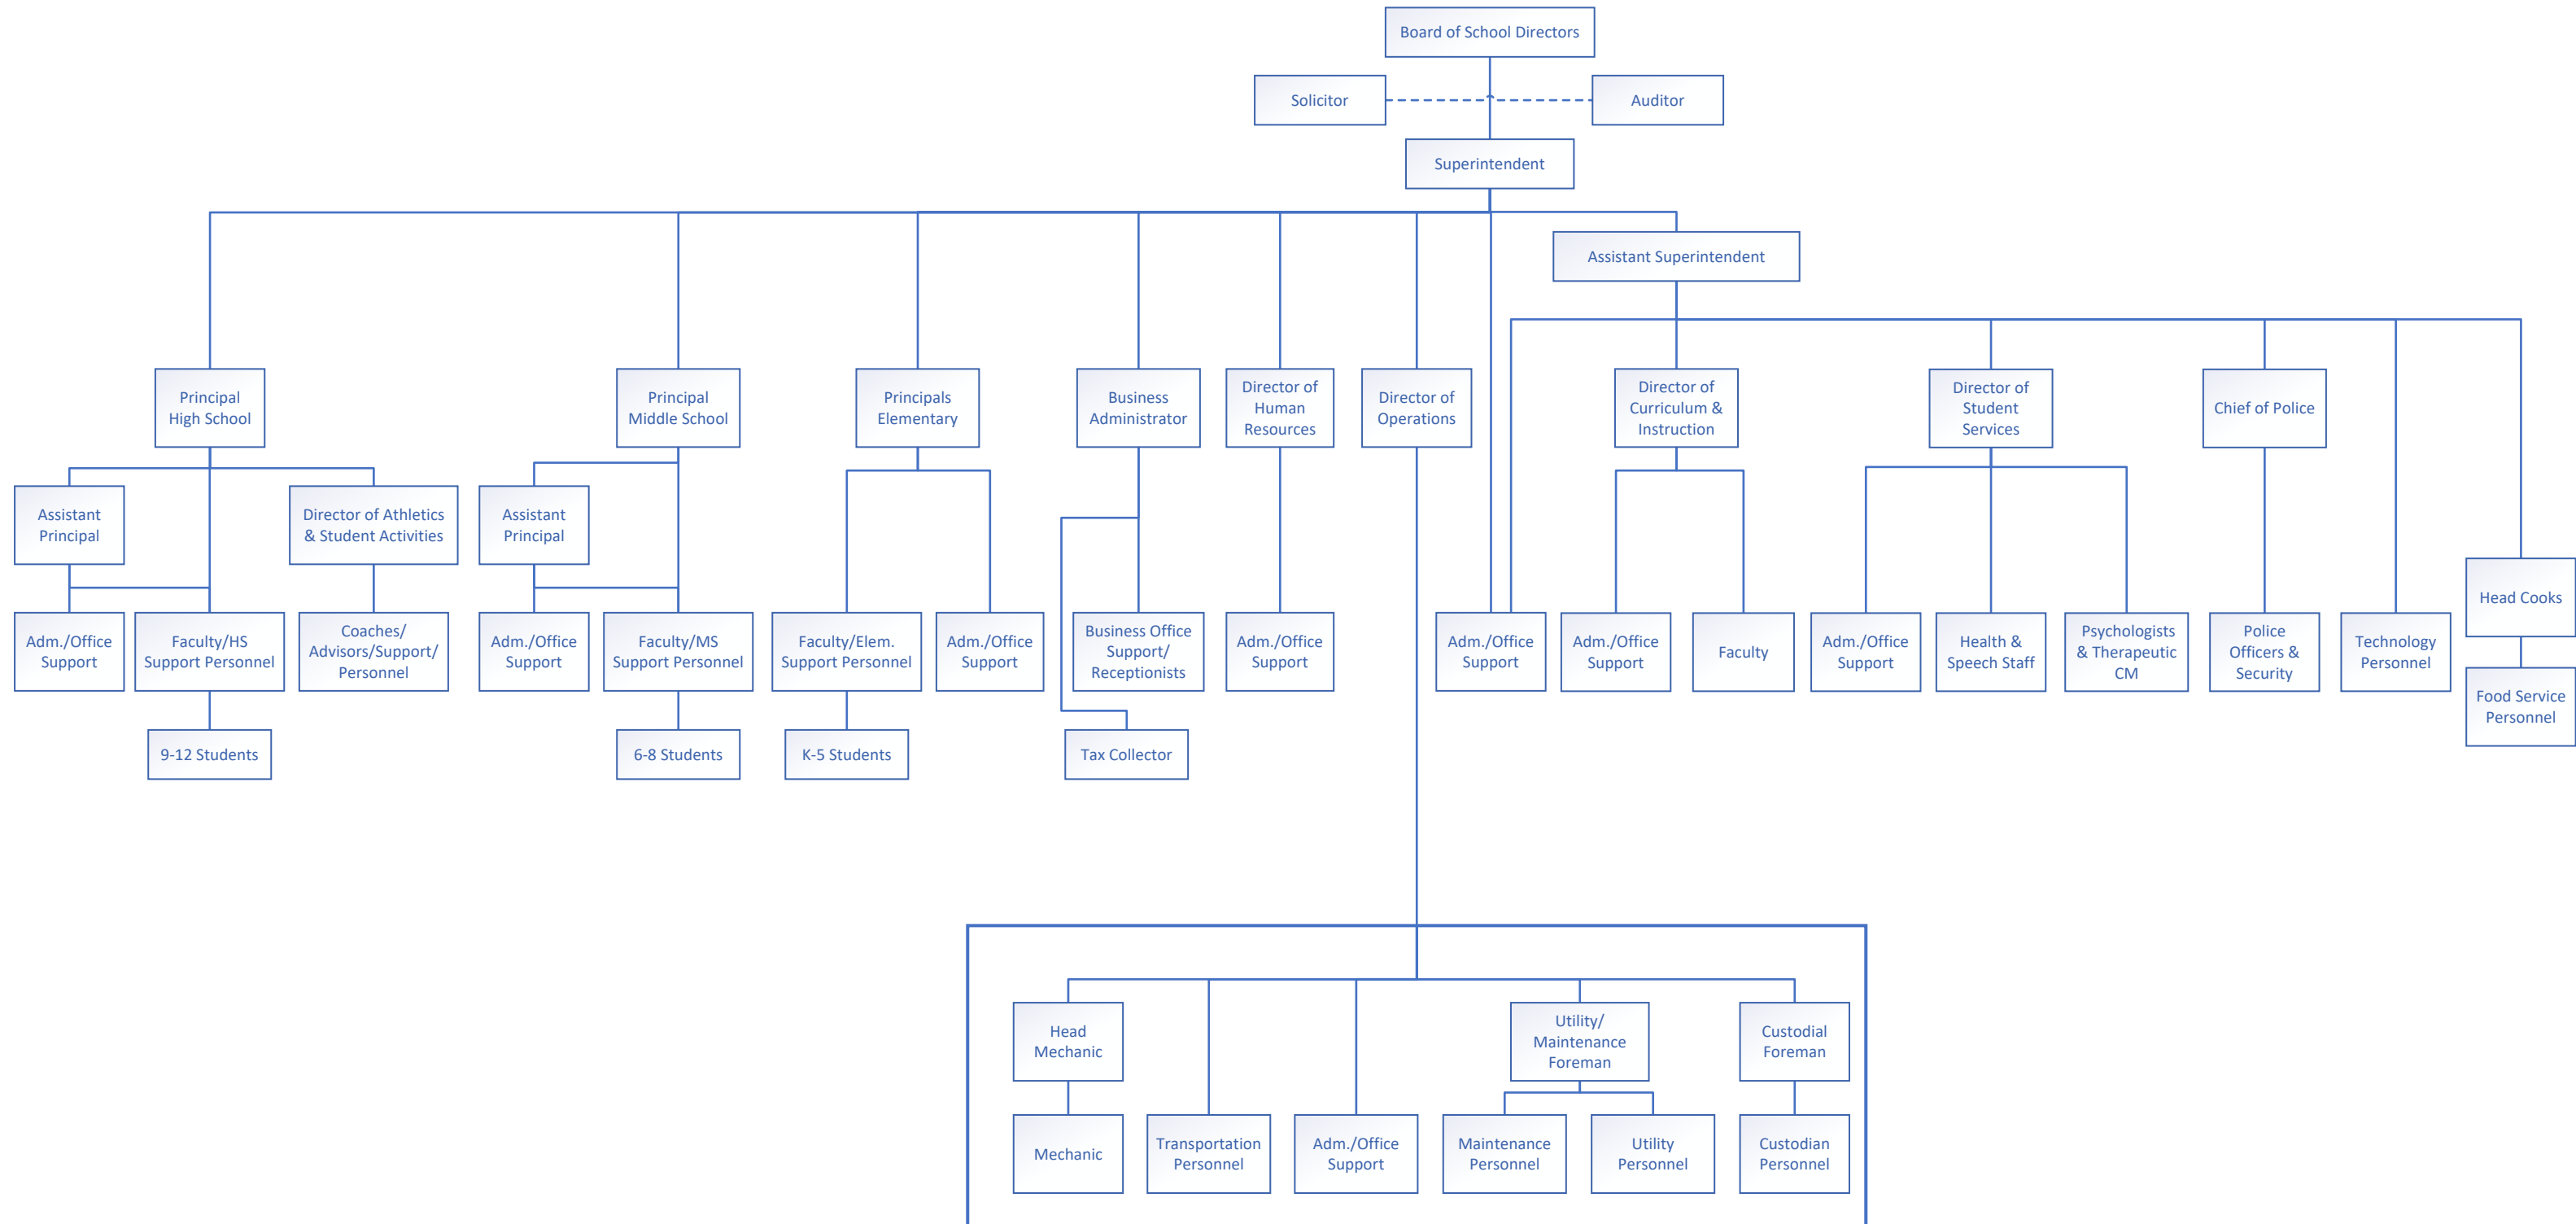 Board of School Directors
Solicitor
Auditor
Superintendent
Assistant Superintendent
Principal
High School
Principal
Middle School
Principals
Elementary
Business
Administrator
Director of
Human
Resources
Director of
Operations
Director of
Curriculum &
Instruction
Director of
Student
Services
Chief of Police
Assistant
Principal
Director of Athletics
& Student Activities
Assistant
Principal
Head Cooks
Adm./Office
Support
Faculty/HS
Support Personnel
Coaches/
Advisors/Support/
Personnel
Adm./Office
Support
Faculty/MS
Support Personnel
Faculty/Elem.
Support Personnel
Adm./Office
Support
Business Office
Support/
Receptionists
Adm./Office
Support
Adm./Office
Support
Adm./Office
Support
Faculty
Adm./Office
Support
Health &
Speech Staff
Psychologists
& Therapeutic
CM
Police
Officers &
Security
Technology
Personnel
Food Service
Personnel
9-12 Students
6-8 Students
K-5 Students
Tax Collector
Head
Mechanic
Utility/
Maintenance
Foreman
Custodial
Foreman
Mechanic
Transportation
Personnel
Adm./Office
Support
Maintenance
Personnel
Utility
Personnel
Custodian
Personnel